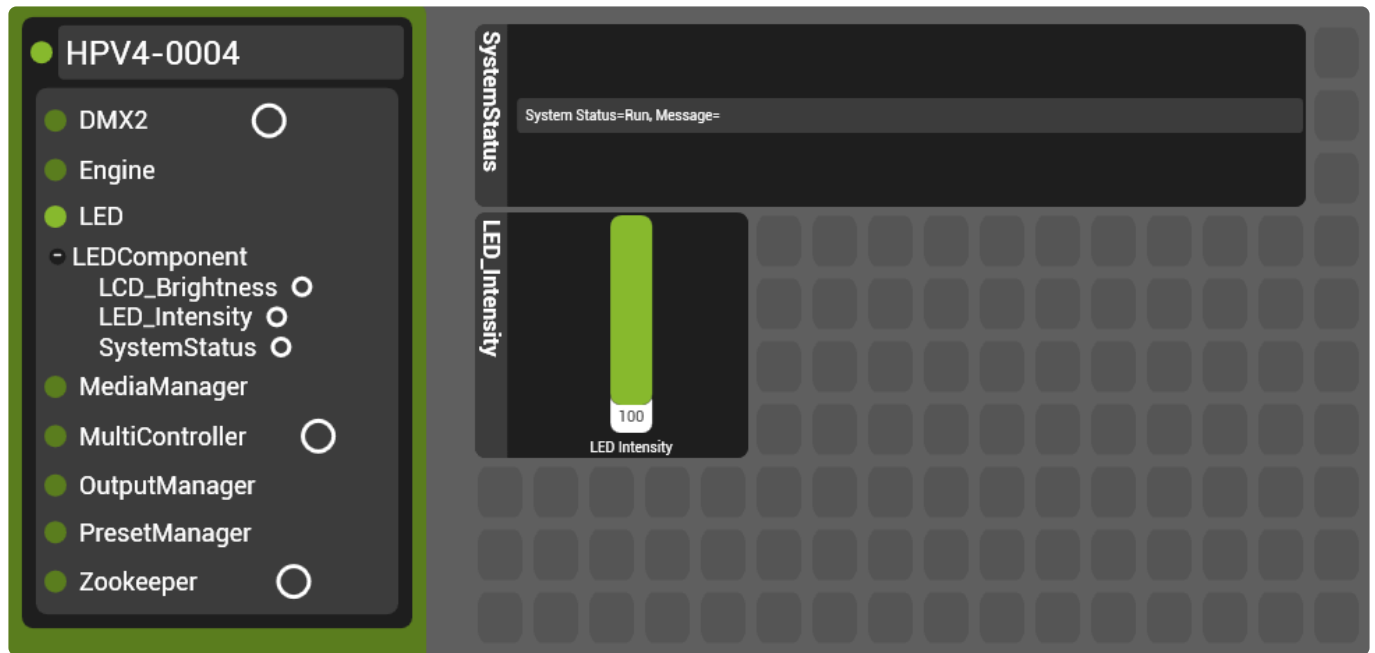 HPV4-0004
DMX2
Engine
LED
- LEDComponent
LCD_Brightness
LED_Intensity
SystemStatus
MediaManager
MultiController
OutputManager
PresetManager
Zookeeper
SystemStatus
System Status=Run, Message=
LED_Intensity
100
LED Intensity